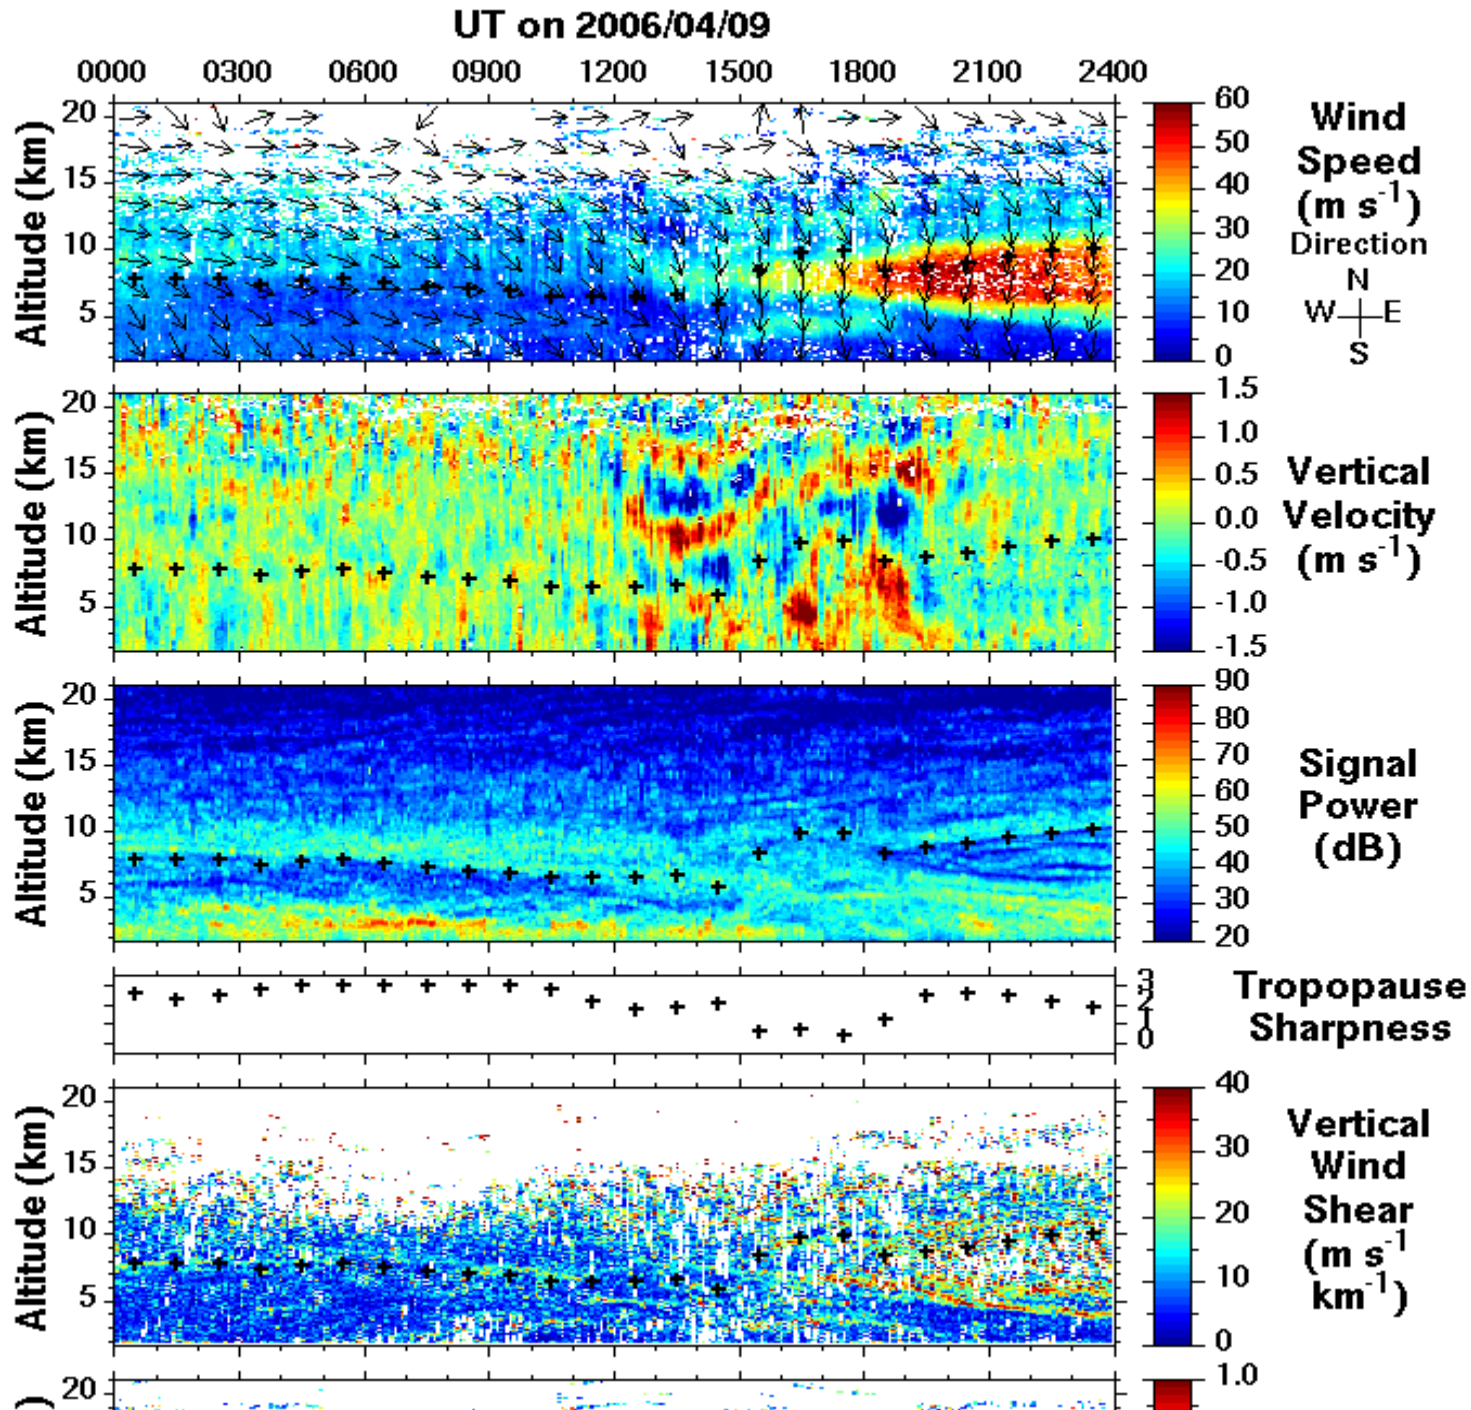 UT on 2006/04/09
0000 0300 0600 0900 1200 1500 1800 2100 2400
Altitude (km)
20
15
10
5
60
50
40
30
20
10
0
Wind
Speed
(m s-1)
Direction
N
W E
S
Altitude (km)
20
15
10
5
1.5
1.0
0.5
0.0
-0.5
-1.0
-1.5
Vertical
Velocity
(m s-1)
Altitude (km)
20
15
10
5
90
80
70
60
50
40
30
20
Signal
Power
(dB)
3
2
1
0
Tropopause
Sharpness
Altitude (km)
20
15
10
5
40
30
20
10
0
Vertical
Wind
Shear
(m s-1
km-1)
)
20
1.0